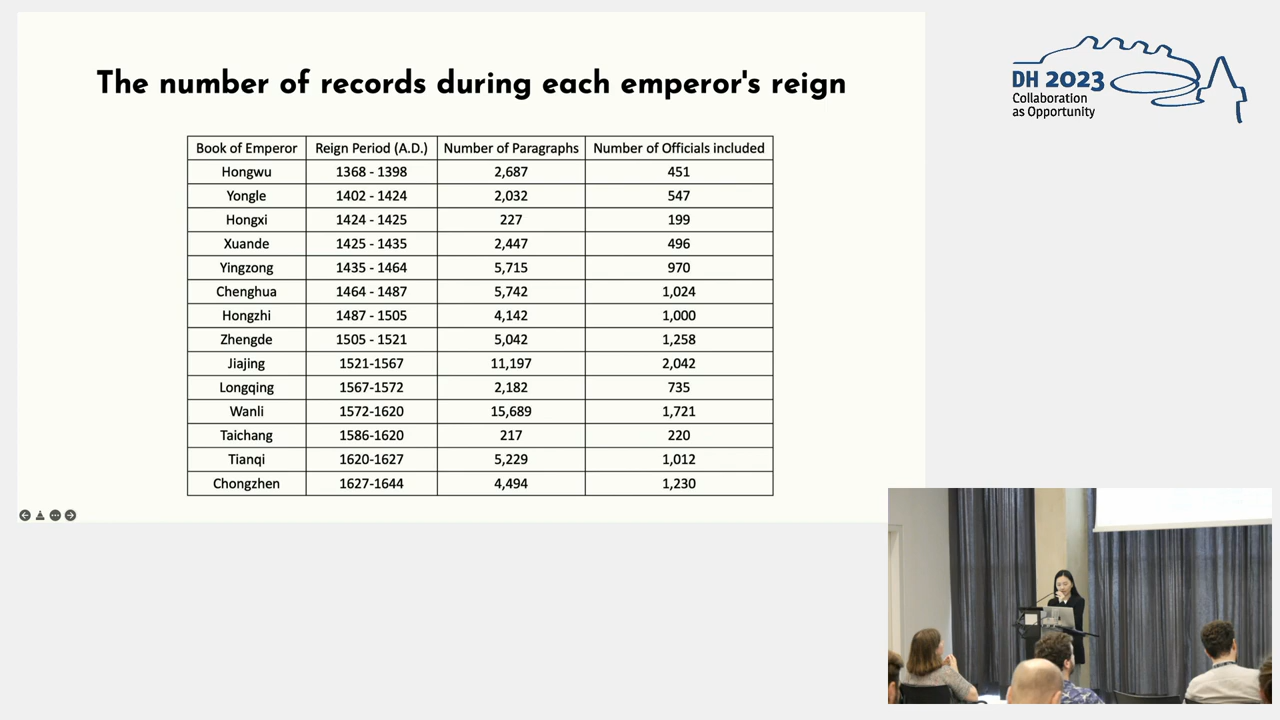 The number of records during each emperor's reign
Book of Emperor Reign Period (A.D.) Number of Paragraphs Number of Officials included
Hongwu 1368 - 1398 2,687 451
Yongle 1402 - 1424 2,032 547
Hongxi 1424 - 1425 227 199
Xuande 1425 - 1435 2,447 496
Yingzong 1435 - 1464 5,715 970
Chenghua 1464 - 1487 5,742 1,024
Hongzhi 1487 - 1505 4,142 1,000
Zhengde 1505 - 1521 5,042 1,258
Jiajing 1521-1567 11,197 2,042
Longqing 1567-1572 2,182 735
Wanli 1572-1620 15,689 1,721
Taichang 1586-1620 217 220
Tianqi 1620-1627 5,229 1,012
Chongzhen 1627-1644 4,494 1,230
DH 2023
Collaboration
as Opportunity